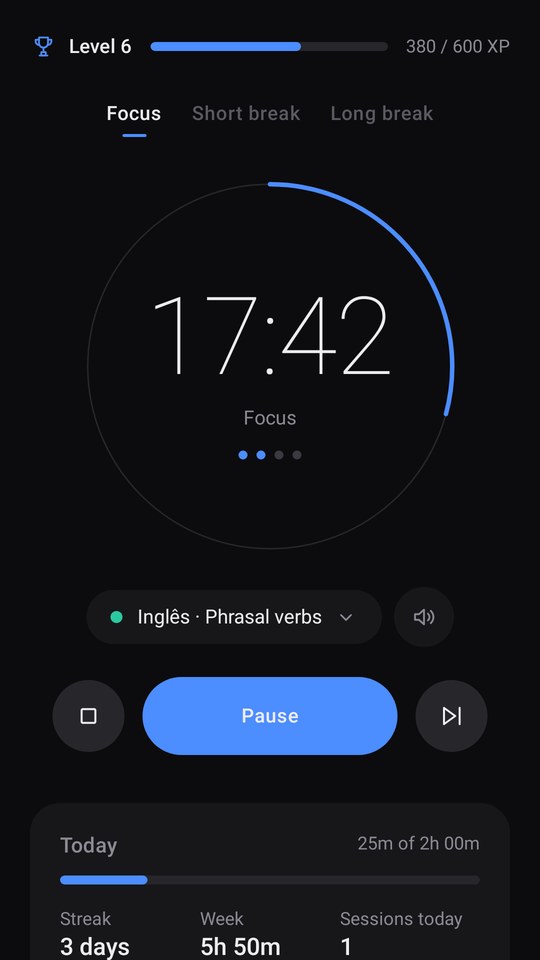 Level 6 380 / 600 XP
Focus Short break Long break
17:42
Focus
Inglês · Phrasal verbs
Pause
Today 25m of 2h 00m
Streak Week Sessions today
3 days 5h 50m 1